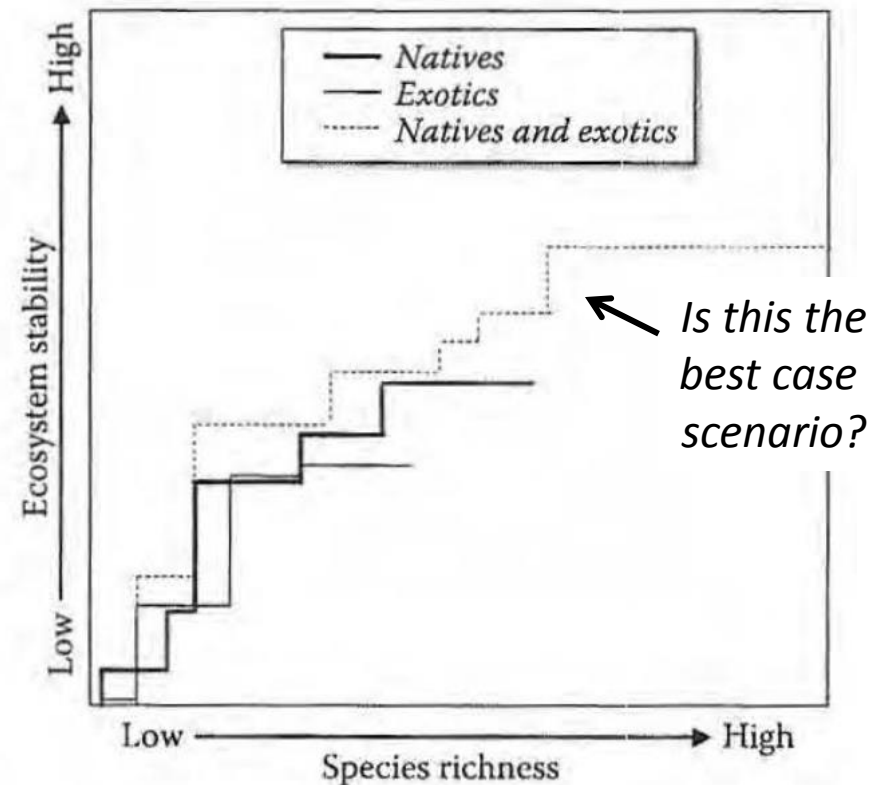 High
Natives
Exotics
Natives and exotics
Ecosystem stability
Is this the
best case
scenario?
Low
Low
High
Species richness